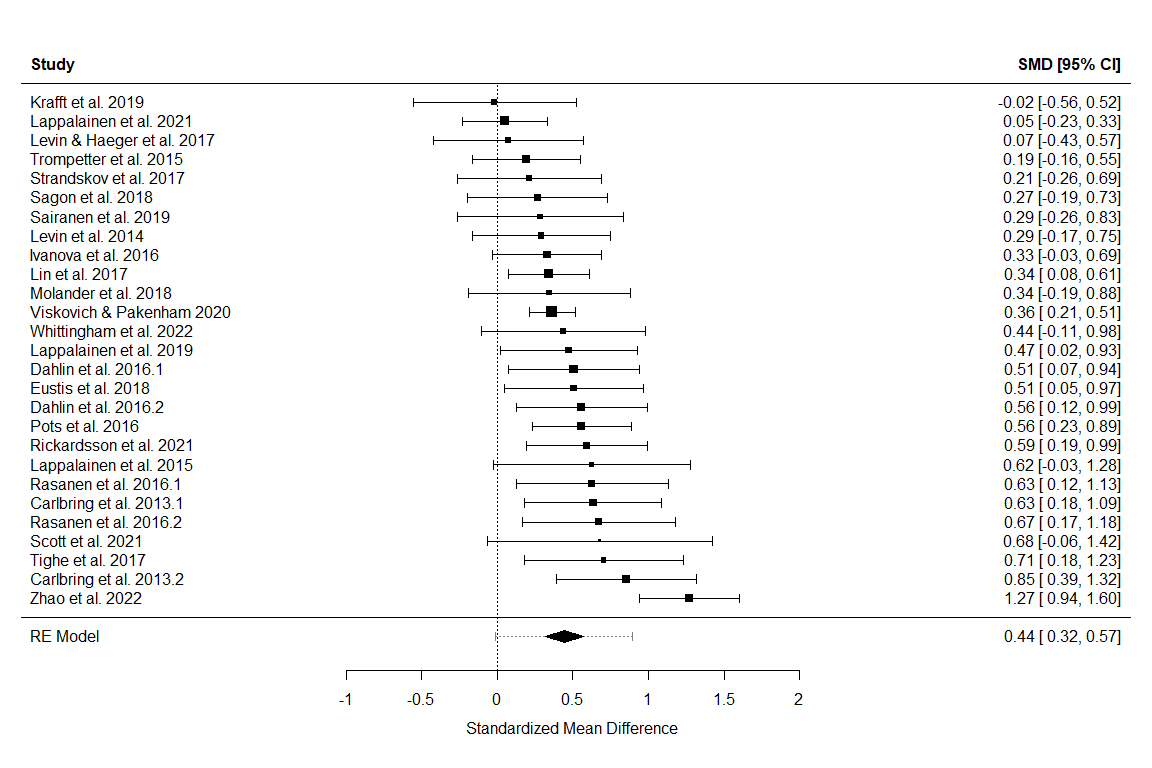 Study SMD [95% CI]
Krafft et al. 2019 -0.02 [-0.56, 0.52]
Lappalainen et al. 2021 0.05 [-0.23, 0.33]
Levin & Haeger et al. 2017 0.07 [-0.43, 0.57]
Trompetter et al. 2015 0.19 [-0.16, 0.55]
Strandskov et al. 2017 0.21 [-0.26, 0.69]
Sagon et al. 2018 0.27 [-0.19, 0.73]
Sairanen et al. 2019 0.29 [-0.26, 0.83]
Levin et al. 2014 0.29 [-0.17, 0.75]
Ivanova et al. 2016 0.33 [-0.03, 0.69]
Lin et al. 2017 0.34 [ 0.08, 0.61]
Molander et al. 2018 0.34 [-0.19, 0.88]
Viskovich & Pakenham 2020 0.36 [ 0.21, 0.51]
Whittingham et al. 2022 0.44 [-0.11, 0.98]
Lappalainen et al. 2019 0.47 [ 0.02, 0.93]
Dahlin et al. 2016.1 0.51 [ 0.07, 0.94]
Eustis et al. 2018 0.51 [ 0.05, 0.97]
Dahlin et al. 2016.2 0.56 [ 0.12, 0.99]
Pots et al. 2016 0.56 [ 0.23, 0.89]
Rickardsson et al. 2021 0.59 [ 0.19, 0.99]
Lappalainen et al. 2015 0.62 [-0.03, 1.28]
Rasanen et al. 2016.1 0.63 [ 0.12, 1.13]
Carlbring et al. 2013.1 0.63 [ 0.18, 1.09]
Rasanen et al. 2016.2 0.67 [ 0.17, 1.18]
Scott et al. 2021 0.68 [-0.06, 1.42]
Tighe et al. 2017 0.71 [ 0.18, 1.23]
Carlbring et al. 2013.2 0.85 [ 0.39, 1.32]
Zhao et al. 2022 1.27 [ 0.94, 1.60]
RE Model 0.44 [ 0.32, 0.57]
-1 -0.5 0 0.5 1 1.5 2
Standardized Mean Difference